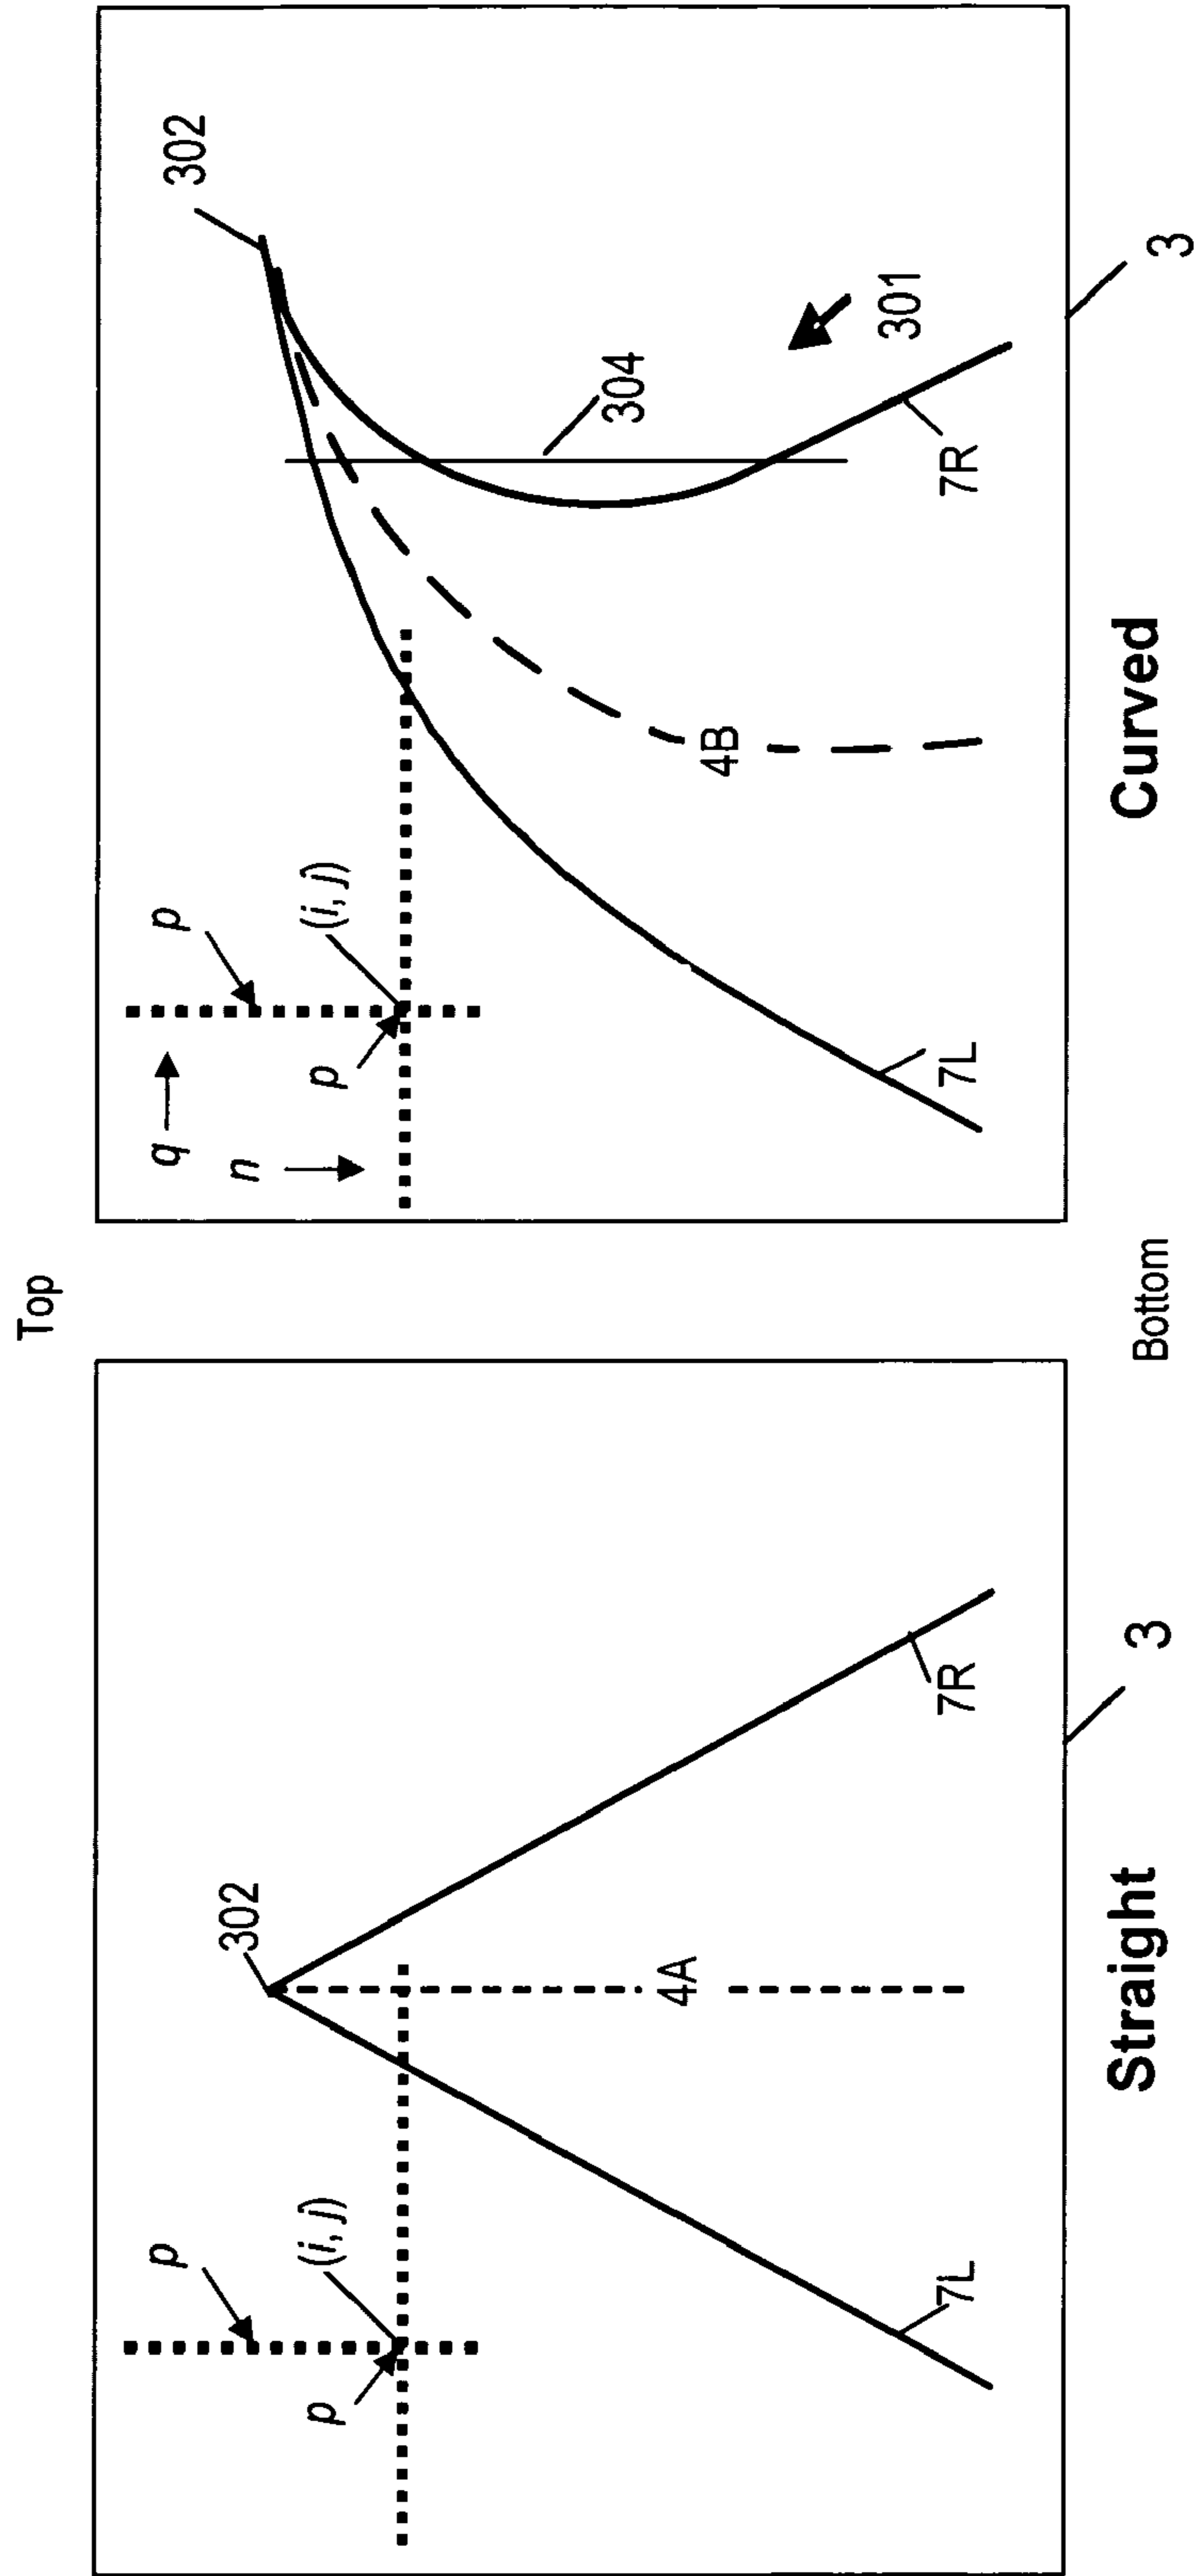 Top
p
(i, j)
p
302
4A
7L
7R
Straight
3
Bottom
q
n
p
(i, j)
p
302
304
301
4B
7L
7R
Curved
3